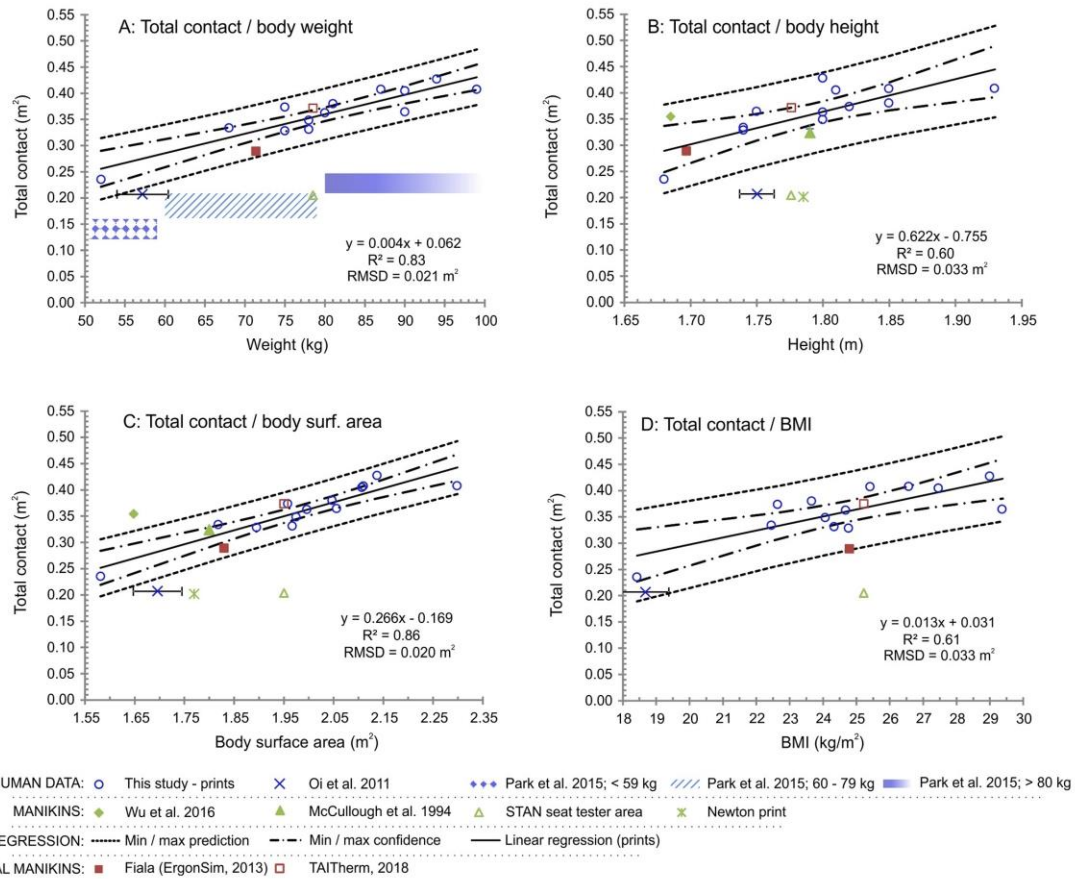 A: Total contact / body weight
Total contact (m²)
0.55
0.50
0.45
0.40
0.35
0.30
0.25
0.20
0.15
0.10
0.05
0.00
y = 0.004x + 0.062
R² = 0.83
RMSD = 0.021 m²
50 55 60 65 70 75 80 85 90 95 100
Weight (kg)
B: Total contact / body height
Total contact (m²)
0.55
0.50
0.45
0.40
0.35
0.30
0.25
0.20
0.15
0.10
0.05
0.00
y = 0.622x - 0.755
R² = 0.60
RMSD = 0.033 m²
1.65 1.70 1.75 1.80 1.85 1.90 1.95
Height (m)
C: Total contact / body surf. area
Total contact (m²)
0.55
0.50
0.45
0.40
0.35
0.30
0.25
0.20
0.15
0.10
0.05
0.00
y = 0.266x - 0.169
R² = 0.86
RMSD = 0.020 m²
1.55 1.65 1.75 1.85 1.95 2.05 2.15 2.25 2.35
Body surface area (m²)
D: Total contact / BMI
Total contact (m²)
0.55
0.50
0.45
0.40
0.35
0.30
0.25
0.20
0.15
0.10
0.05
0.00
y = 0.013x + 0.031
R² = 0.61
RMSD = 0.033 m²
18 19 20 21 22 23 24 25 26 27 28 29 30
BMI (kg/m²)
UMAN DATA: This study - prints Oi et al. 2011 Park et al. 2015; < 59 kg Park et al. 2015; 60 - 79 kg Park et al. 2015; > 80 kg
MANIKINS: Wu et al. 2016 McCullough et al. 1994 STAN seat tester area Newton print
EGRESSION: Min / max prediction Min / max confidence Linear regression (prints)
AL MANIKINS: Fiala (ErgonSim, 2013) TAITherm, 2018